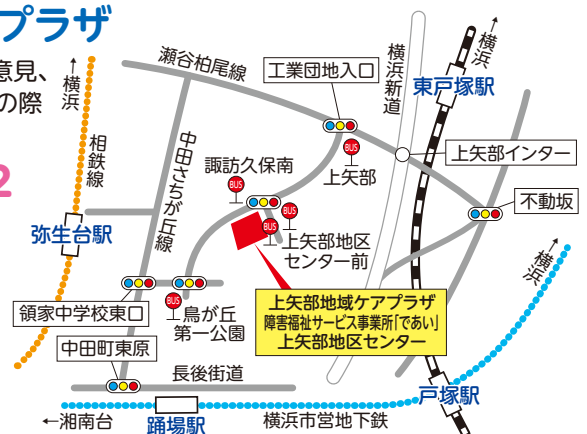 プラザ
意見、
の際
2
←横浜
相鉄線
弥生台駅
瀬谷柏尾線
中田さちが丘線
工業団地入口
横浜新道
横浜→
東戸塚駅
上矢部インター
不動坂
BUS
上矢部
諏訪久保南
BUS
BUS
BUS
上矢部地区
センター前
領家中学校東口
BUS
鳥が丘
第一公園
上矢部地域ケアプラザ
障害福祉サービス事業所「であい」
上矢部地区センター
横浜→
中田町東原
長後街道
戸塚駅
←湘南台
踊場駅
横浜市営地下鉄